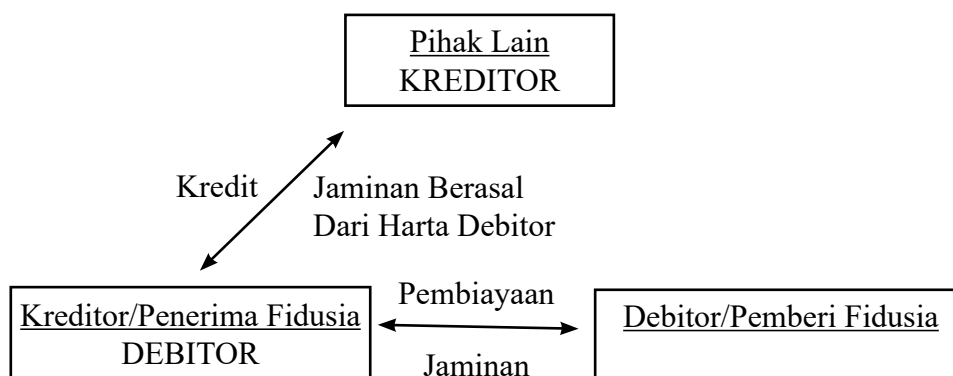 Pihak Lain
KREDITOR
Kredit
Jaminan Berasal
Dari Harta Debitor
Kreditor/Penerima Fidusia
DEBITOR
Pembiayaan
Jaminan
Debitor/Pemberi Fidusia